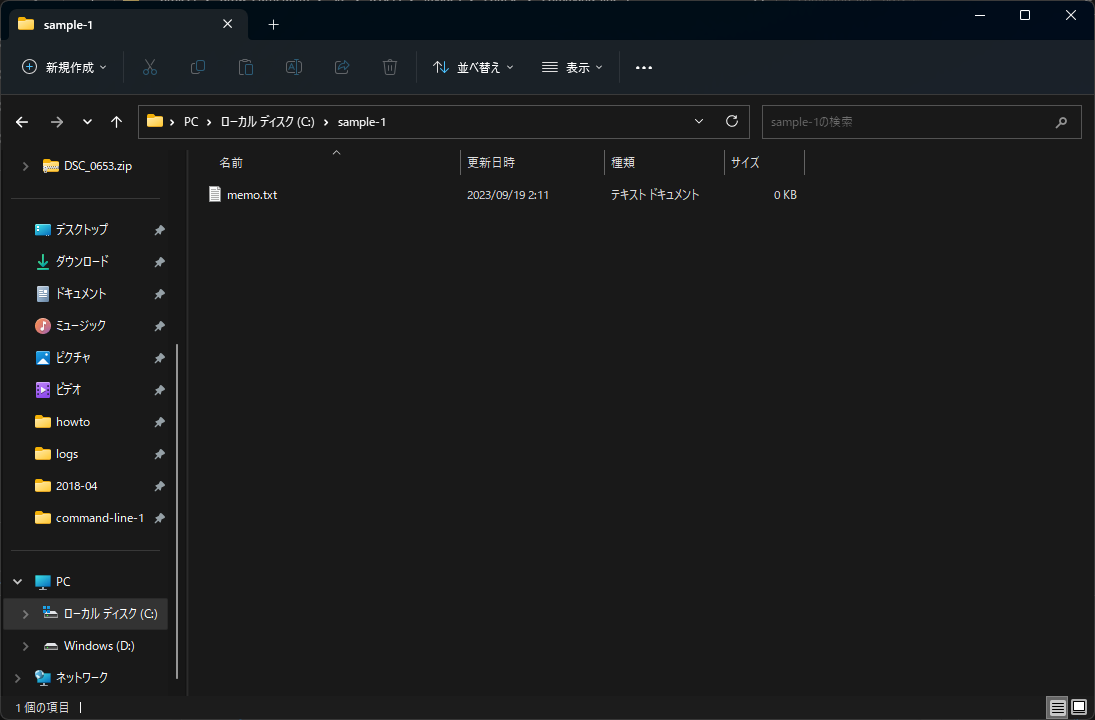 sample-1
新規作成
並べ替え
表示
PC
ローカル ディスク (C:)
sample-1
sample-1の検索
DSC_0653.zip
デスクトップ
ダウンロード
ドキュメント
ミュージック
ピクチャ
ビデオ
howto
logs
2018-04
command-line-1
PC
ローカル ディスク (C:)
Windows (D:)
ネットワーク
名前 更新日時 種類 サイズ
memo.txt 2023/09/19 2:11 テキスト ドキュメント 0 KB
1 個の項目